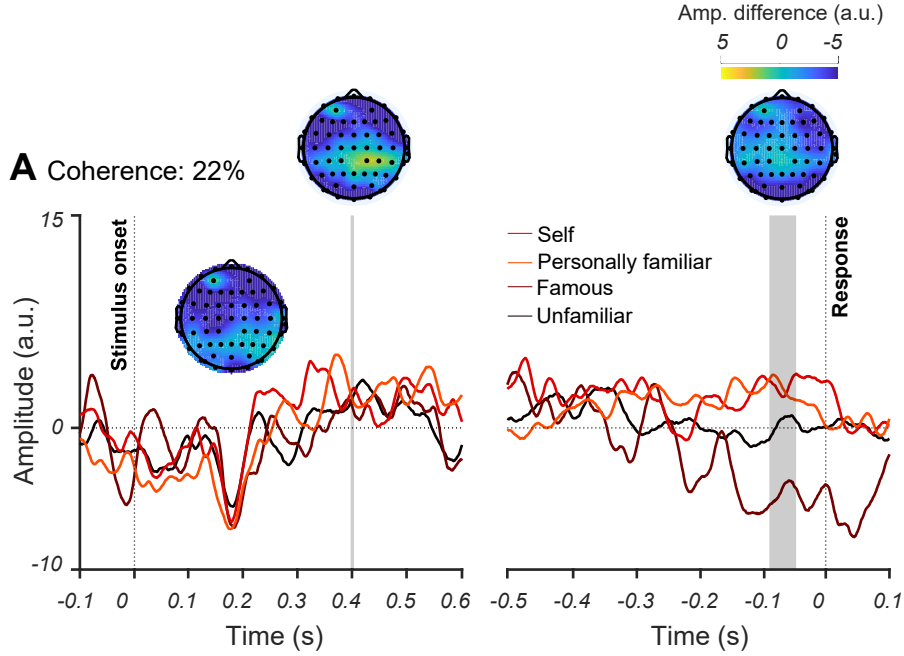 Amp. difference (a.u.)
5 0 -5
A Coherence: 22%
15
0
-10
Amplitude (a.u.)
Stimulus onset
-0.1 0 0.1 0.2 0.3 0.4 0.5 0.6
Time (s)
Self
Personally familiar
Famous
Unfamiliar
Response
-0.5 -0.4 -0.3 -0.2 -0.1 0 0.1
Time (s)